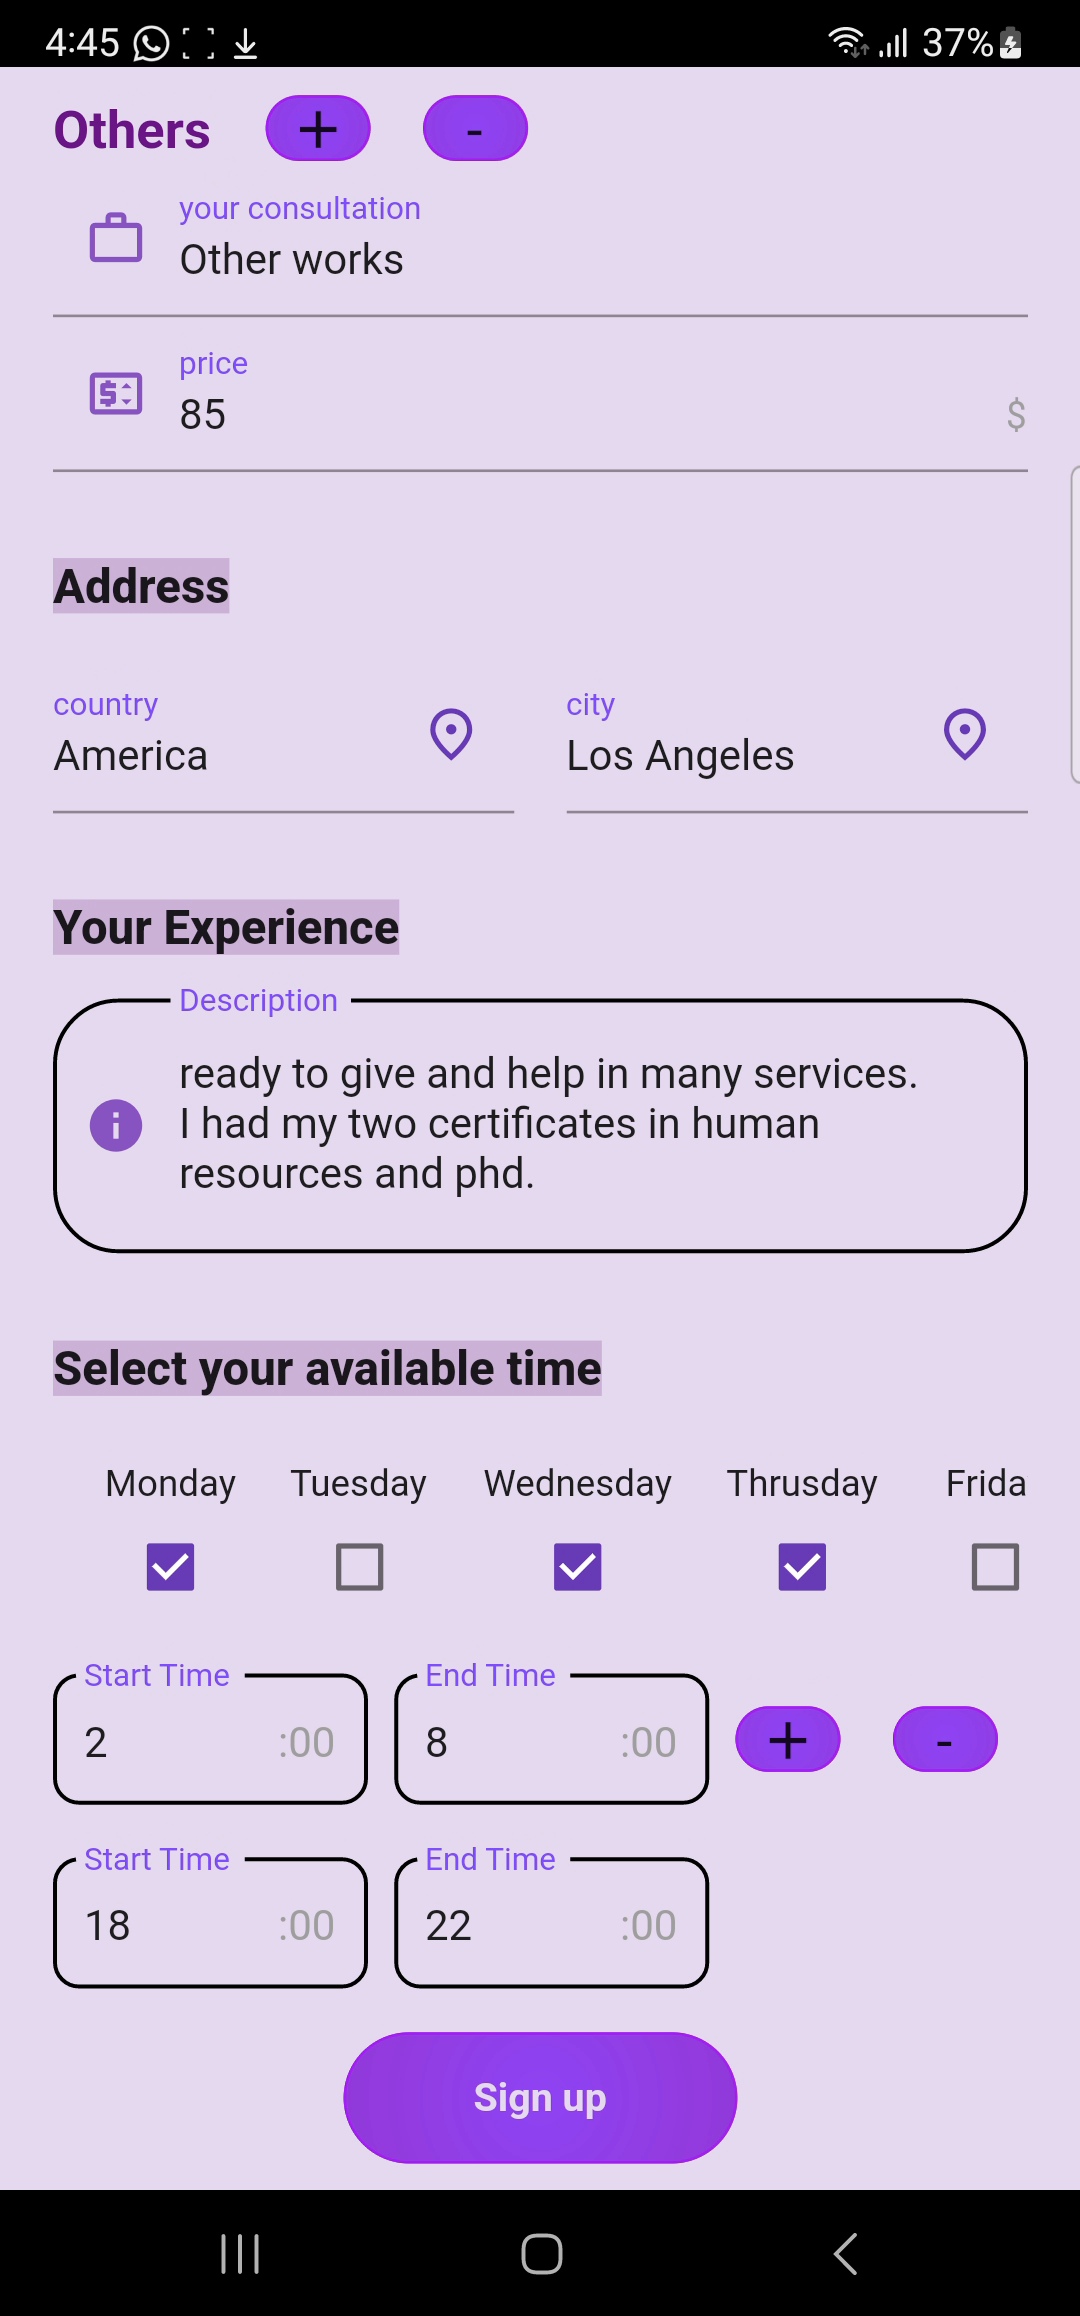 4:45 37%
Others + -
your consultation
Other works
price
85 $
Address
country city
America Los Angeles
Your Experience
Description
ready to give and help in many services.
I had my two certificates in human
resources and phd.
Select your available time
Monday Tuesday Wednesday Thrusday Frida
Start Time End Time
2 :00 8 :00 + -
Start Time End Time
18 :00 22 :00
Sign up